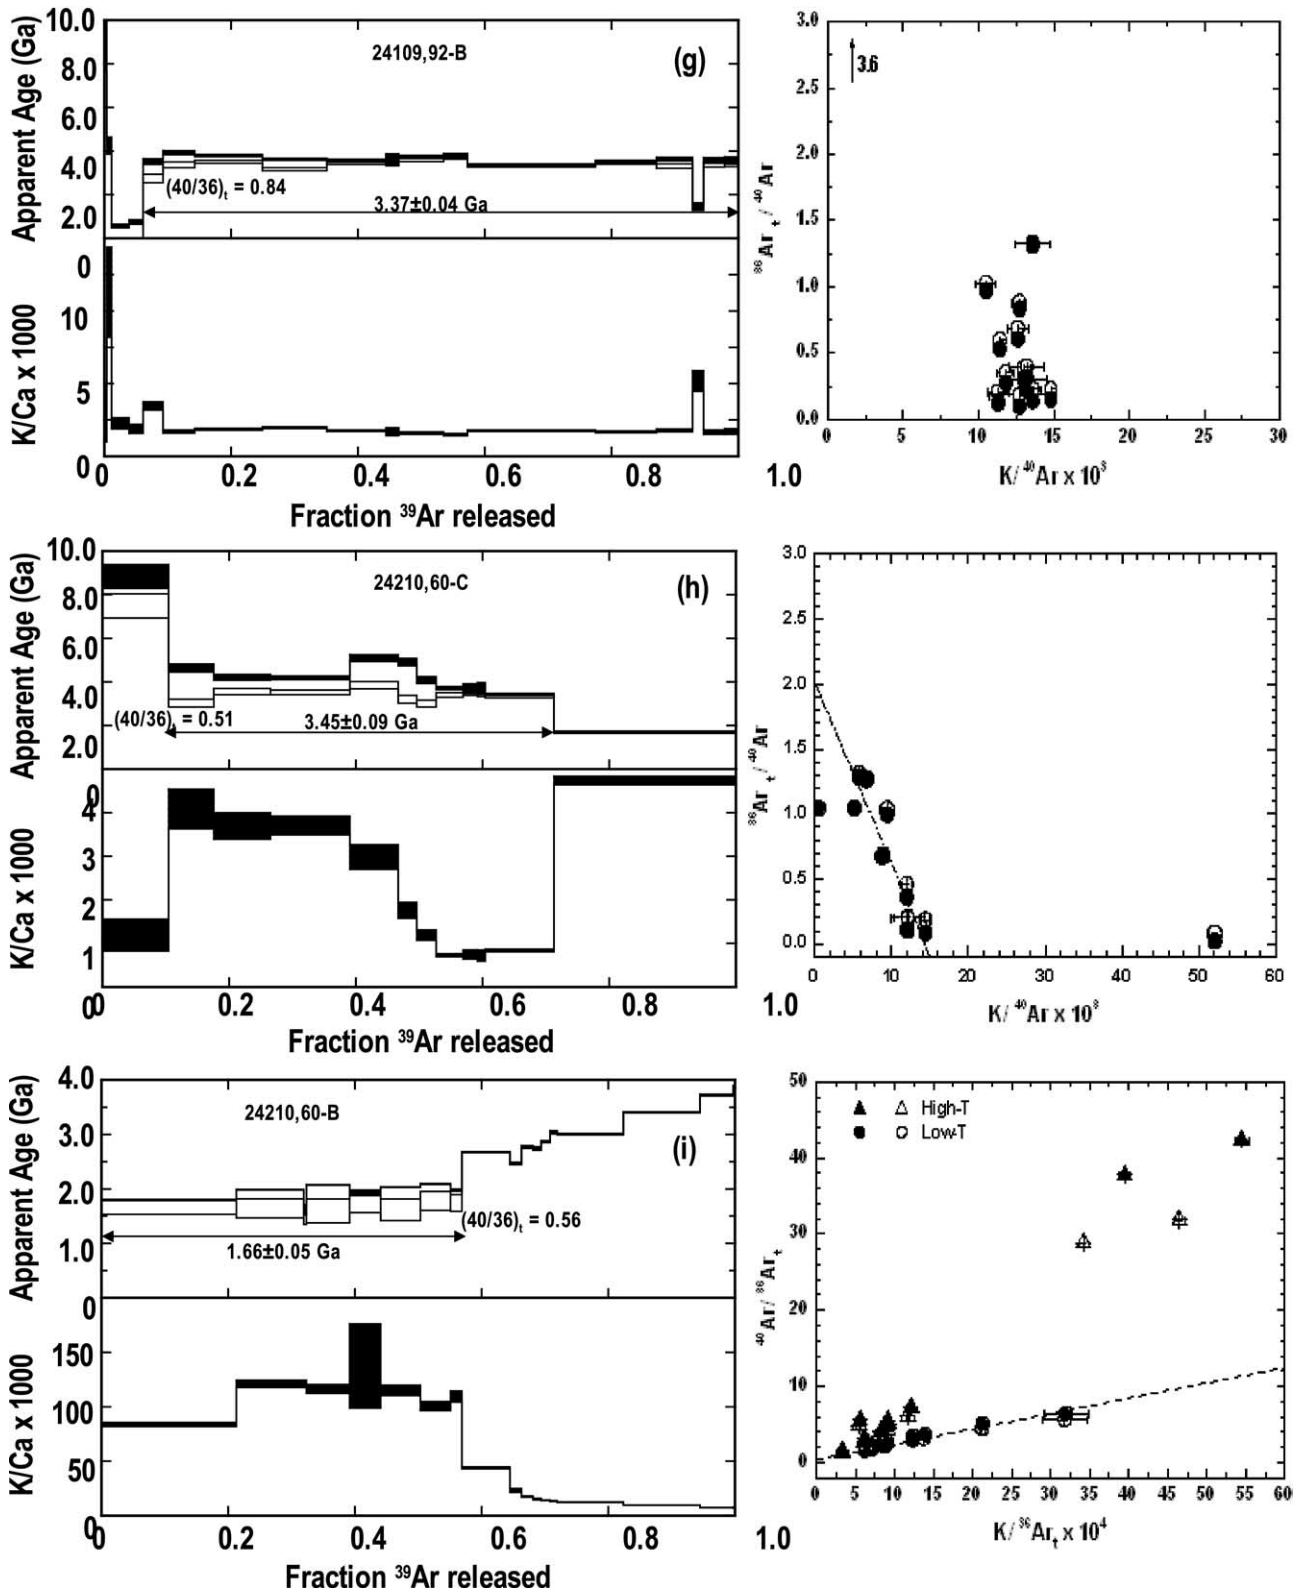 10.0
8.0
6.0
4.0
2.0
0
Apparent Age (Ga)
24109,92-B
(g)
(40/36)t = 0.84
3.37±0.04 Ga
10
5
0
K/Ca x 1000
0 0.2 0.4 0.6 0.8 1.0
Fraction 39Ar released
3.0
2.5
2.0
1.5
1.0
0.5
0.0
3.6
36Art / 40Ar
0 5 10 15 20 25 30
K/ 40Ar x 108
10.0
8.0
6.0
4.0
2.0
0
Apparent Age (Ga)
24210,60-C
(h)
(40/36)t = 0.51
3.45±0.09 Ga
4
3
2
1
0
K/Ca x 1000
0 0.2 0.4 0.6 0.8 1.0
Fraction 39Ar released
3.0
2.5
2.0
1.5
1.0
0.5
0.0
36Art / 40Ar
0 10 20 30 40 50 60
K/ 40Ar x 108
4.0
3.0
2.0
1.0
0
Apparent Age (Ga)
24210,60-B
(i)
(40/36)t = 0.56
1.66±0.05 Ga
150
100
50
0
K/Ca x 1000
0 0.2 0.4 0.6 0.8 1.0
Fraction 39Ar released
50
40
30
20
10
0
High-T
Low-T
40Ar/ 36Art
0 5 10 15 20 25 30 35 40 45 50 55 60
K/ 36Art x 104